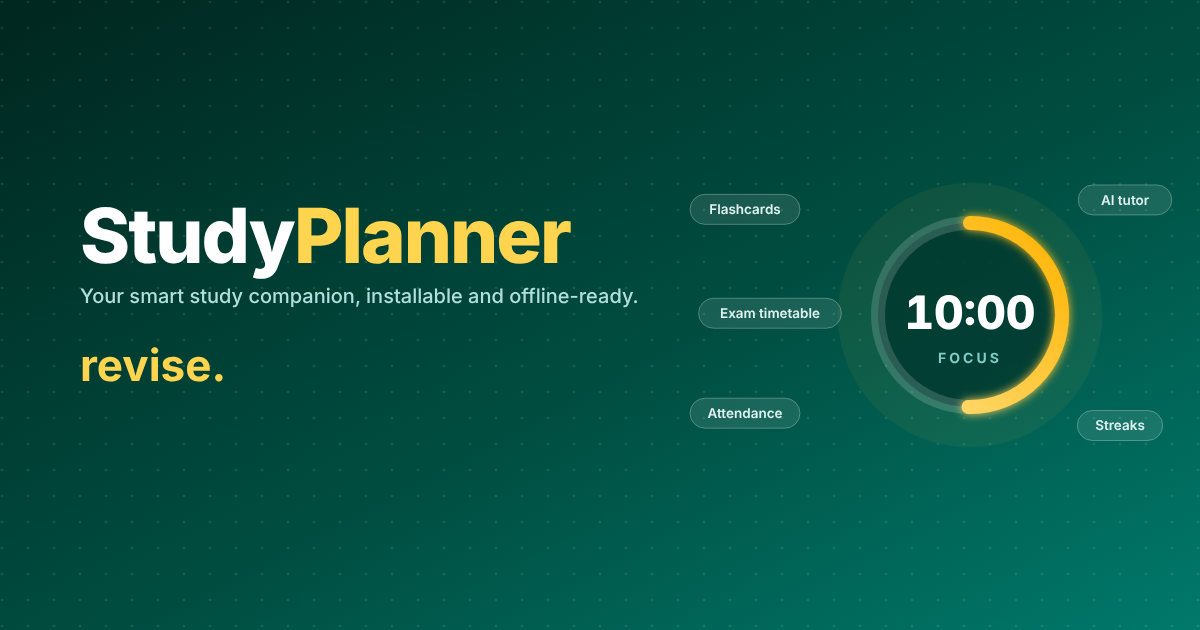 StudyPlanner
Your smart study companion, installable and offline-ready.
revise.
Flashcards
Exam timetable
Attendance
10:00
FOCUS
AI tutor
Streaks